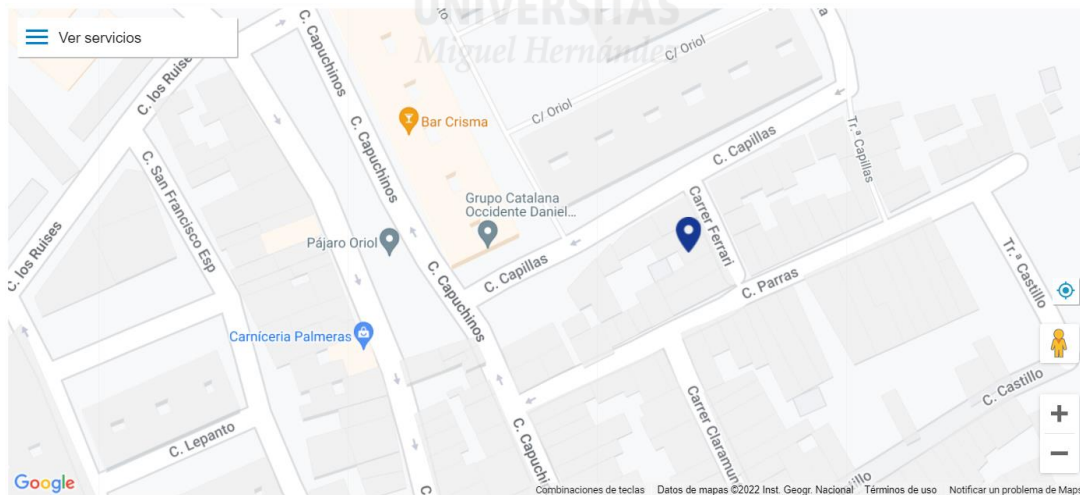 UNIVERSITAS
Miguel Hernández
Ver servicios
C. los Ruises
C. Capuchinos
C/ Oriol
Bar Crisma
C/ Oriol
C. Capuchinos
C. Capillas
Tr.ª Capillas
C. San Francisco Esp
Grupo Catalana
Occidente Daniel...
Carrer Ferrari
Pájaro Oriol
C. los Ruises
C. Capillas
C. Parras
Tr.ª Castillo
C. Capuchinos
Carníceria Palmeras
C. Castillo
Carrer Claramun
C. Lepanto
C. Capuchi
Google
Combinaciones de teclas
Datos de mapas ©2022 Inst. Geogr. Nacional
Términos de uso
Notificar un problema de Maps